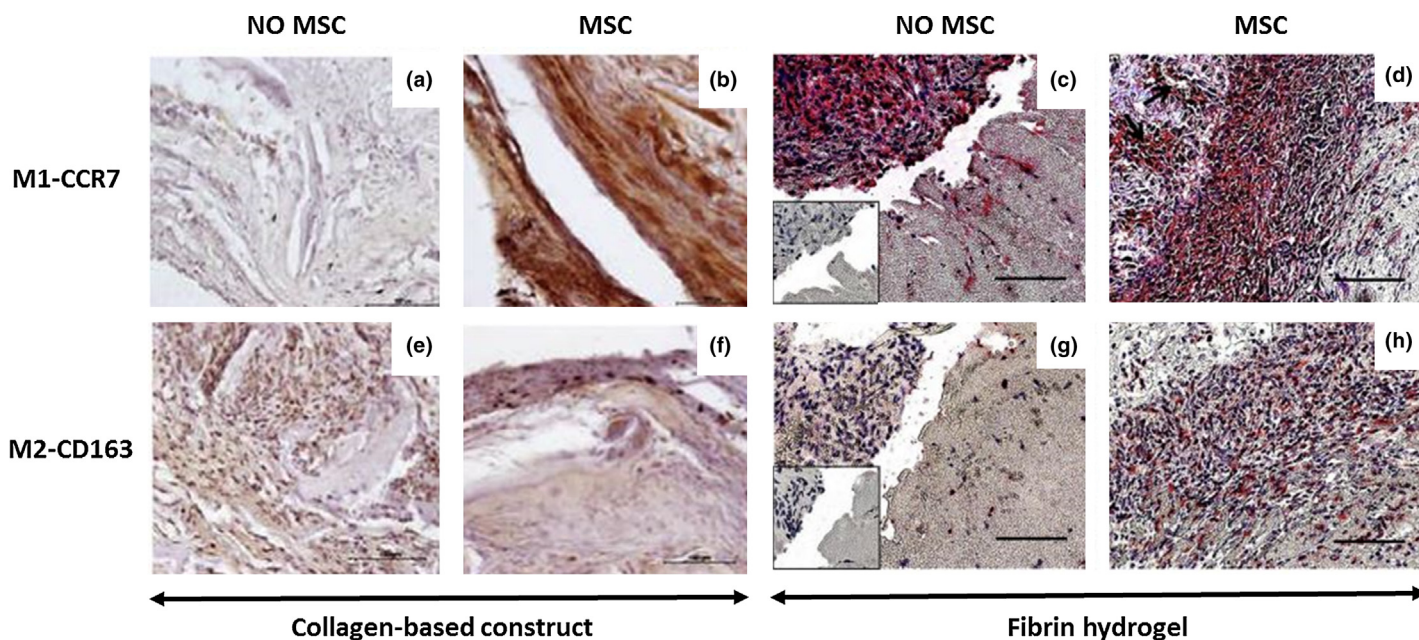 NO MSC MSC NO MSC MSC
M1-CCR7 (a) (b) (c) (d)
M2-CD163 (e) (f) (g) (h)
Collagen-based construct Fibrin hydrogel